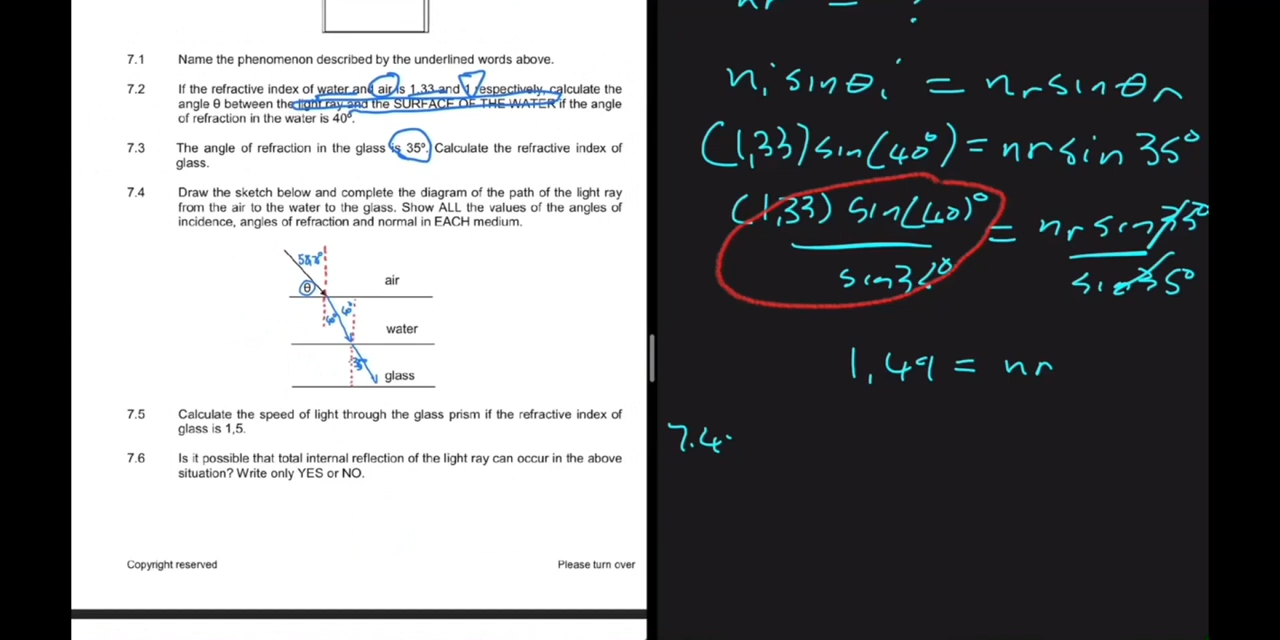 7.1 Name the phenomenon described by the underlined words above.
7.2 If the refractive index of water and air is 1,33 and 1 respectively, calculate the
angle θ between the light ray and the SURFACE OF THE WATER if the angle
of refraction in the water is 40º.
7.3 The angle of refraction in the glass is 35º. Calculate the refractive index of
glass.
7.4 Draw the sketch below and complete the diagram of the path of the light ray
from the air to the water to the glass. Show ALL the values of the angles of
incidence, angles of refraction and normal in EACH medium.
θ
air
40°
40°
water
35°
glass
7.5 Calculate the speed of light through the glass prism if the refractive index of
glass is 1,5.
7.6 Is it possible that total internal reflection of the light ray can occur in the above
situation? Write only YES or NO.
Copyright reserved
Please turn over
nr = ?
ni sinθi = nr sinθr
(1,33) sin(40°) = nr sin 35°
(1,33) sin(40)° = nr sin 35°
sin 35° sin 35°
1,49 = nr
7.4.